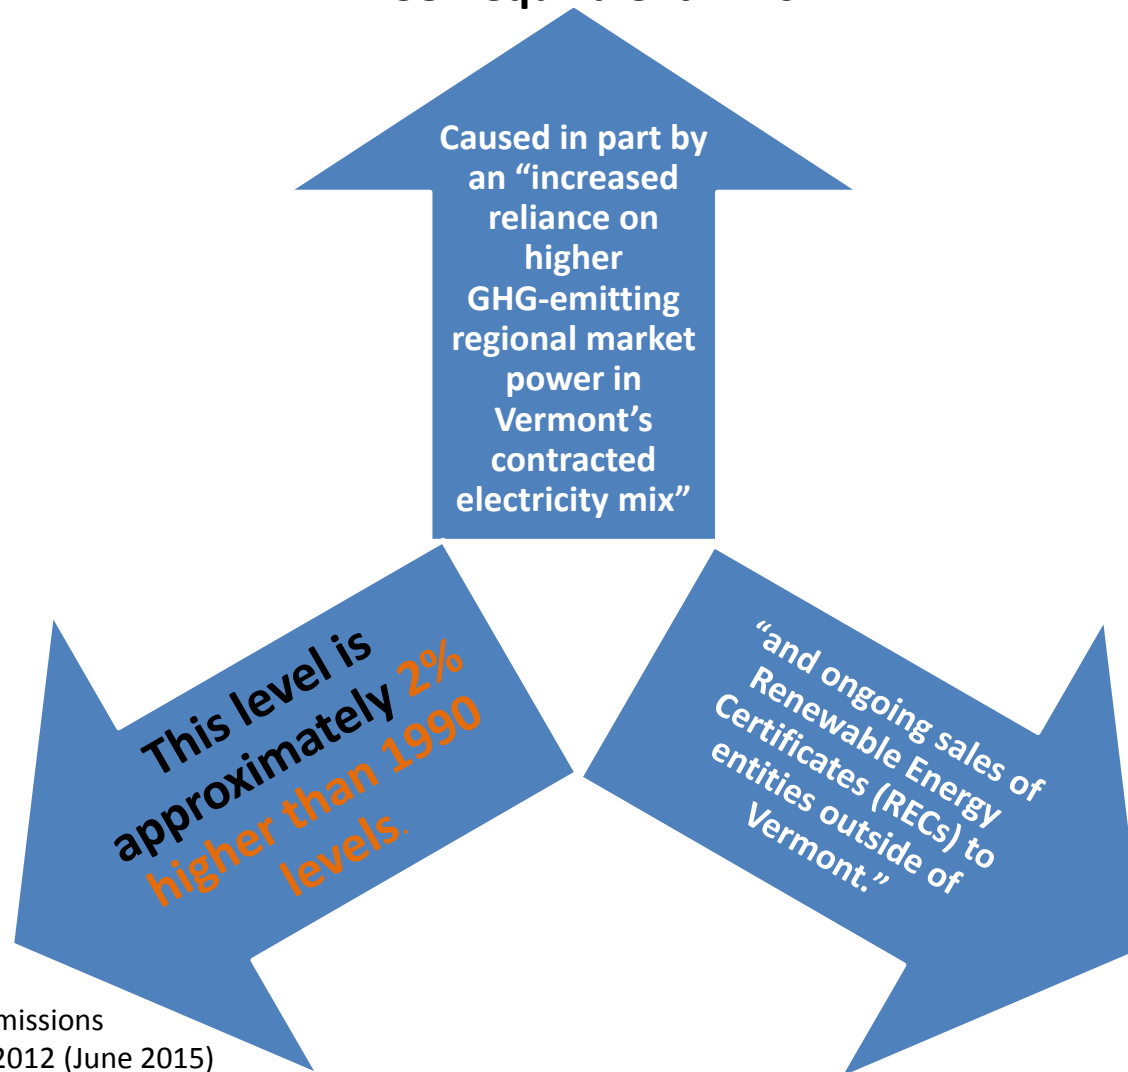 Caused in part by
an “increased
reliance on
higher
GHG-emitting
regional market
power in
Vermont’s
contracted
electricity mix”
This level is
approximately 2%
higher than 1990
levels.
“and ongoing sales of
Renewable Energy
Certificates (RECs) to
entities outside of
Vermont.”
missions
2012 (June 2015)